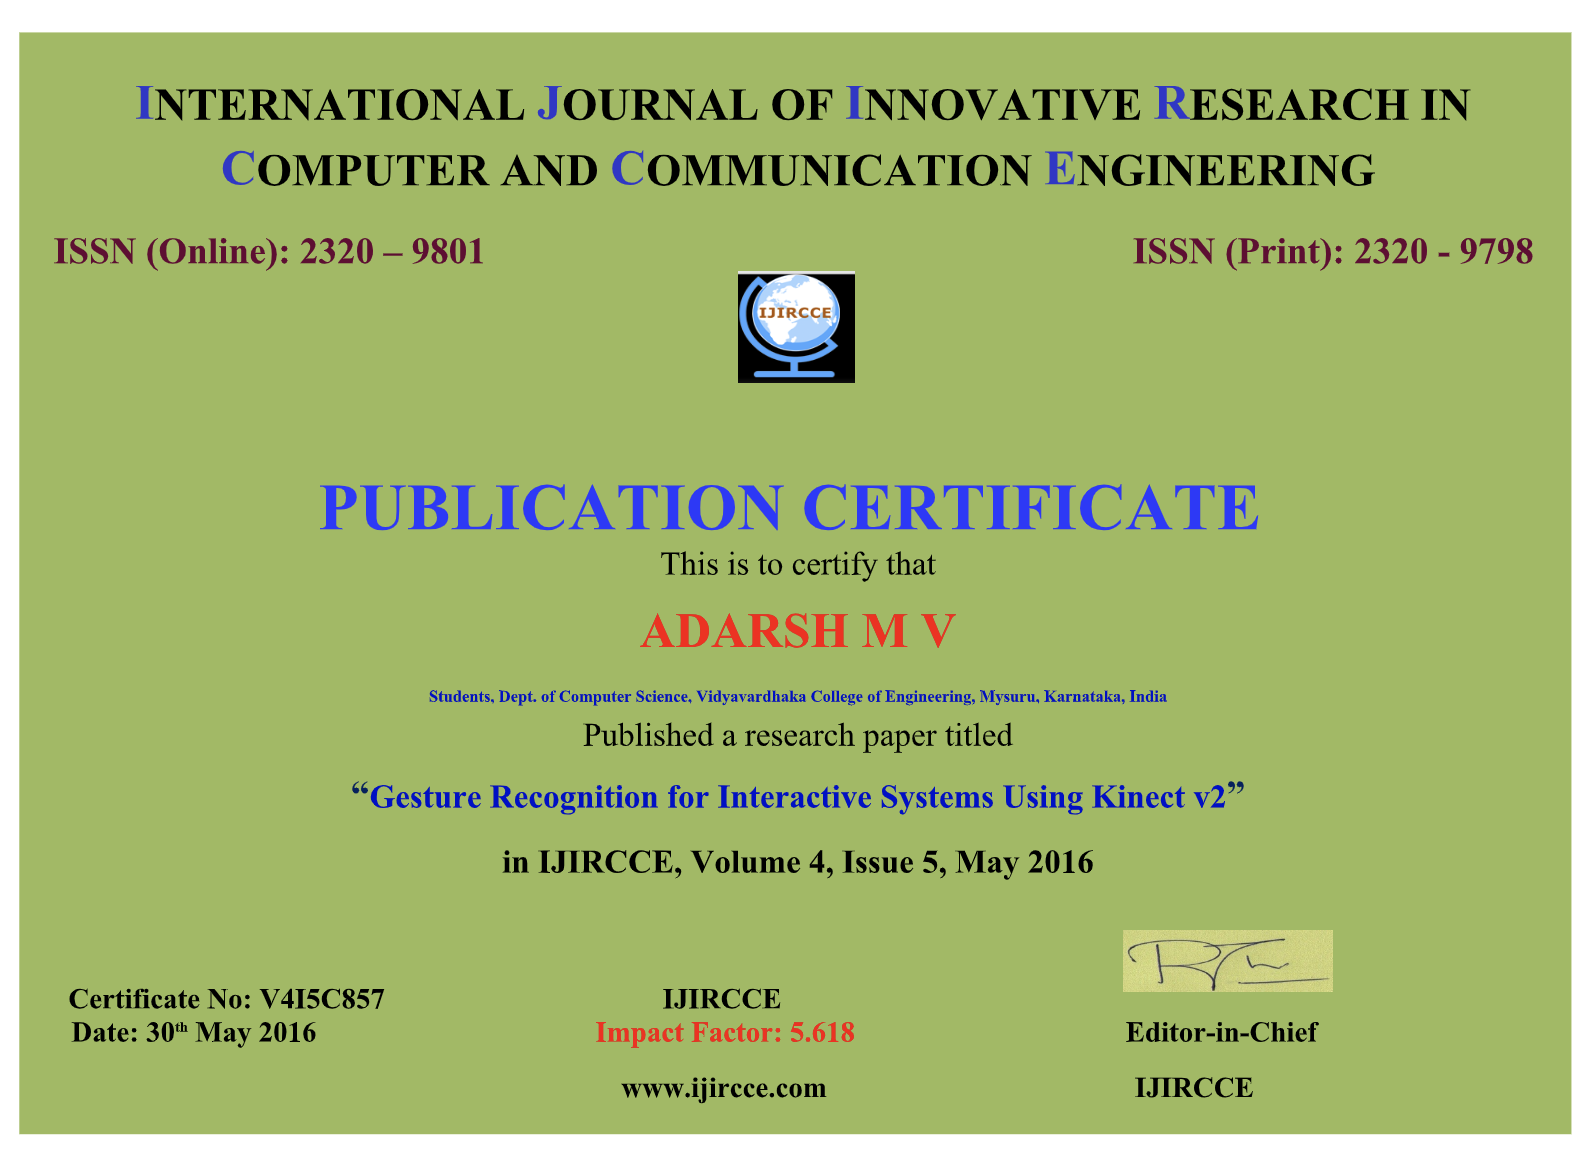 INTERNATIONAL JOURNAL OF INNOVATIVE RESEARCH IN
COMPUTER AND COMMUNICATION ENGINEERING
ISSN (Online): 2320 – 9801
ISSN (Print): 2320 - 9798
IJIRCCE
PUBLICATION CERTIFICATE
This is to certify that
ADARSH M V
Students, Dept. of Computer Science, Vidyavardhaka College of Engineering, Mysuru, Karnataka, India
Published a research paper titled
“Gesture Recognition for Interactive Systems Using Kinect v2”
in IJIRCCE, Volume 4, Issue 5, May 2016
Certificate No: V4I5C857
Date: 30th May 2016
IJIRCCE
Impact Factor: 5.618
www.ijircce.com
Editor-in-Chief
IJIRCCE